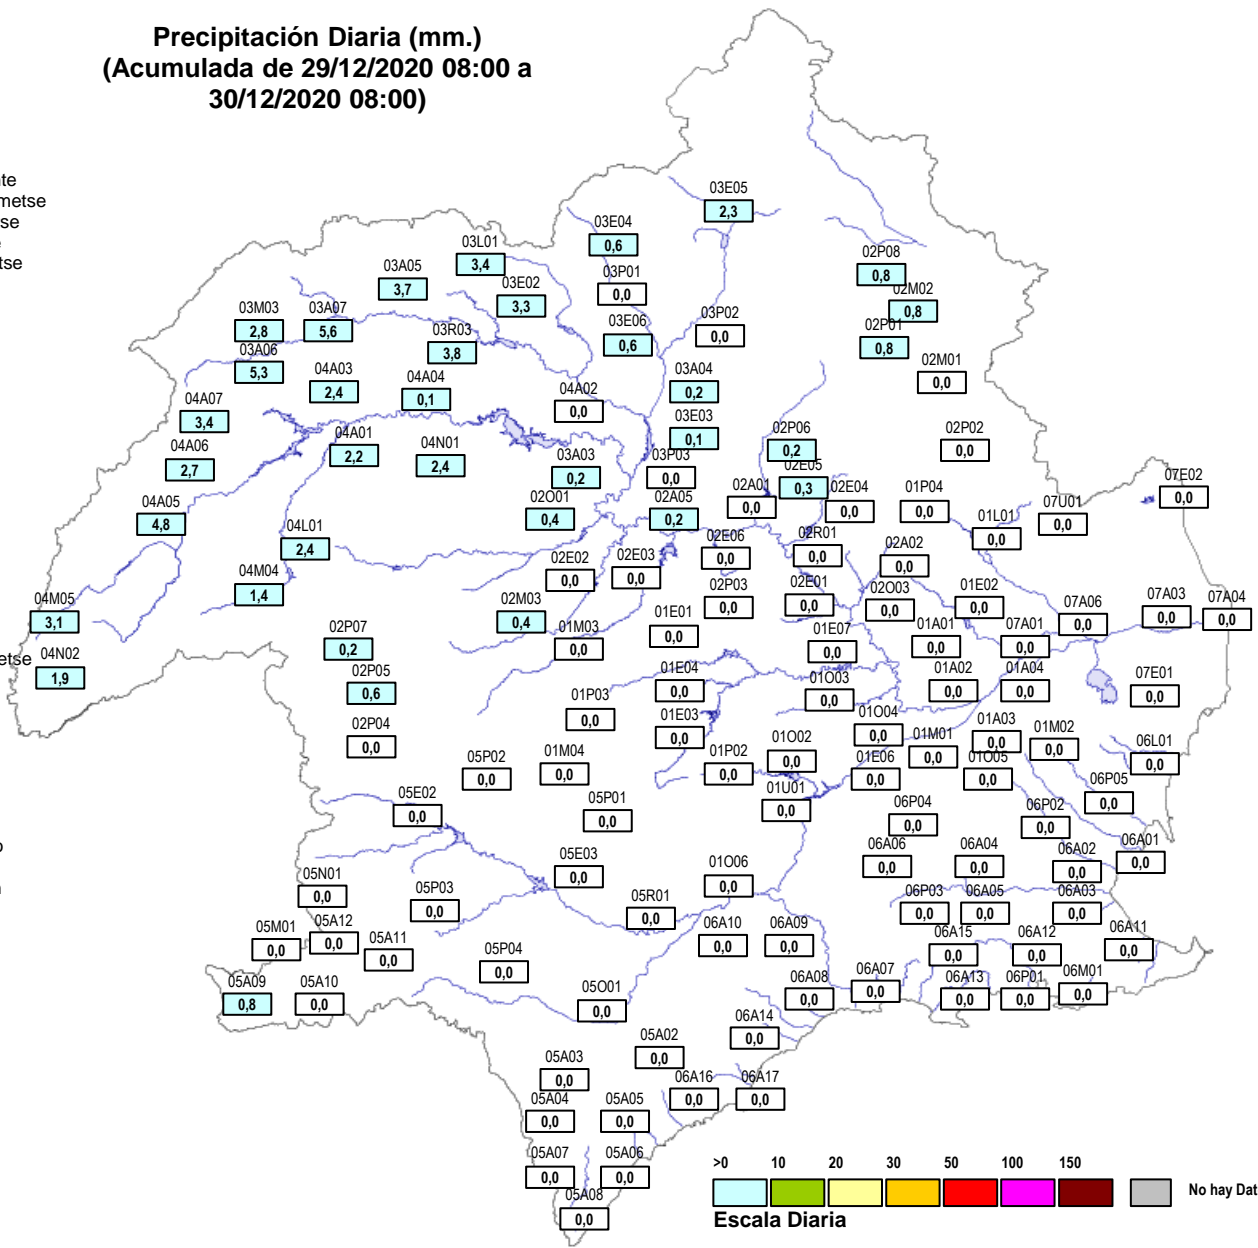 Precipitación Diaria (mm.)
(Acumulada de 29/12/2020 08:00 a
30/12/2020 08:00)
te
metse
se
tse
03E05
2,3
03E04
0,6
03L01
3,4
03P01
0,0
02P08
0,8
03A05
3,7
03E02
3,3
02M02
0,8
03M03
2,8
03A07
5,6
03R03
3,8
03E06
0,6
03P02
0,0
02P01
0,8
03A06
5,3
04A03
2,4
04A04
0,1
04A02
0,0
03A04
0,2
02M01
0,0
04A07
3,4
03E03
0,1
04A01
2,2
04N01
2,4
02P06
0,2
02P02
0,0
04A06
2,7
03A03
0,2
03P03
0,0
02E05
0,3
07E02
0,0
04A05
4,8
02O01
0,4
02A05
0,2
02A01
0,0
02E04
0,0
01P04
0,0
07U01
0,0
04L01
2,4
01L01
0,0
02E06
0,0
02R01
0,0
02A02
0,0
04M04
1,4
02E02
0,0
02E03
0,0
04M05
3,1
02M03
0,4
02P03
0,0
02E01
0,0
02O03
0,0
01E02
0,0
07A06
0,0
07A03
0,0
07A04
0,0
02P07
0,2
01M03
0,0
01E01
0,0
01E07
0,0
01A01
0,0
07A01
0,0
etse
04N02
1,9
02P05
0,6
01E04
0,0
01O03
0,0
01A02
0,0
01A04
0,0
07E01
0,0
01P03
0,0
02P04
0,0
01E03
0,0
01O04
0,0
01A03
0,0
01M02
0,0
05P02
0,0
01M04
0,0
01P02
0,0
01O02
0,0
01E06
0,0
01M01
0,0
01O05
0,0
06L01
0,0
05E02
0,0
05P01
0,0
01U01
0,0
06P04
0,0
06P02
0,0
06P05
0,0
o
05E03
0,0
01O06
0,0
06A06
0,0
06A04
0,0
06A02
0,0
06A01
0,0
05N01
0,0
05P03
0,0
05R01
0,0
06P03
0,0
06A05
0,0
06A03
0,0
05M01
0,0
05A12
0,0
05A11
0,0
05P04
0,0
06A10
0,0
06A09
0,0
06A15
0,0
06A12
0,0
06A11
0,0
05A09
0,8
05A10
0,0
05O01
0,0
06A08
0,0
06A07
0,0
06A13
0,0
06P01
0,0
06M01
0,0
05A02
0,0
06A14
0,0
05A03
0,0
06A16
0,0
06A17
0,0
05A04
0,0
05A05
0,0
05A07
0,0
05A06
0,0
05A08
0,0
>0 10 20 30 50 100 150
No hay Dat
Escala Diaria